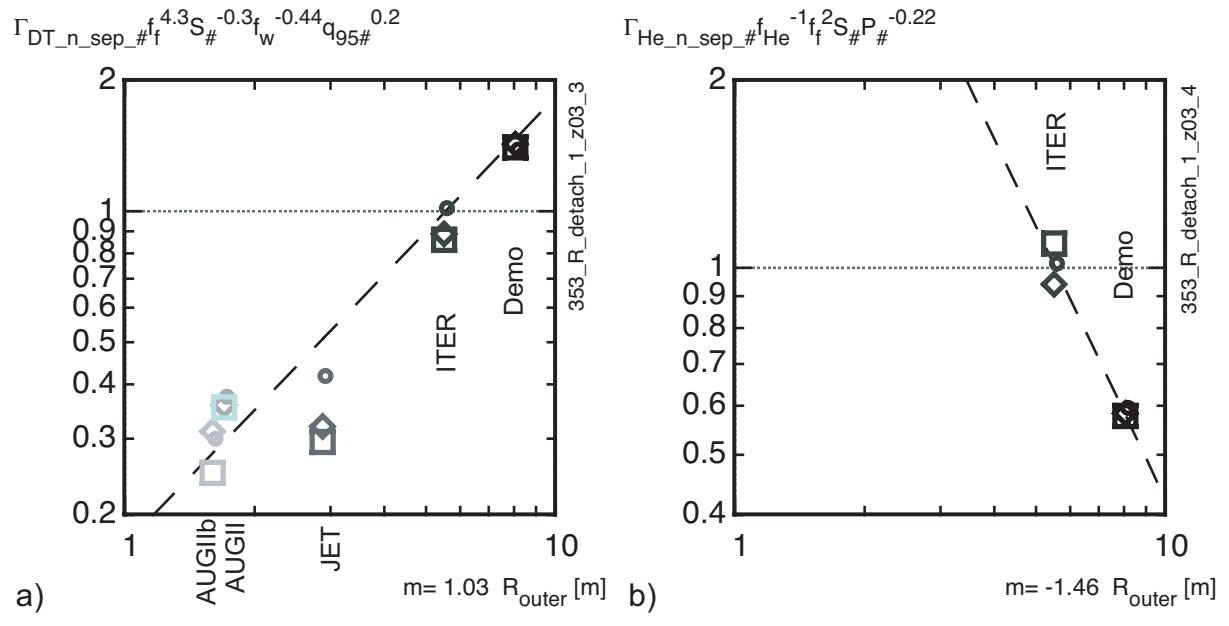 Γ_DT_n_sep_# f_f^4.3 S_#^-0.3 f_w^-0.44 q_95#^0.2
2
1
0.9
0.8
0.7
0.6
0.5
0.4
0.3
0.2
1
10
AUGIIb
AUGII
JET
ITER
Demo
353_R_detach_1_z03_3
a)
m= 1.03 R_outer [m]
Γ_He_n_sep_# f_He^-1 f_f^2 S_# P_#^-0.22
2
1
0.9
0.8
0.7
0.6
0.5
0.4
1
10
ITER
Demo
353_R_detach_1_z03_4
b)
m= -1.46 R_outer [m]